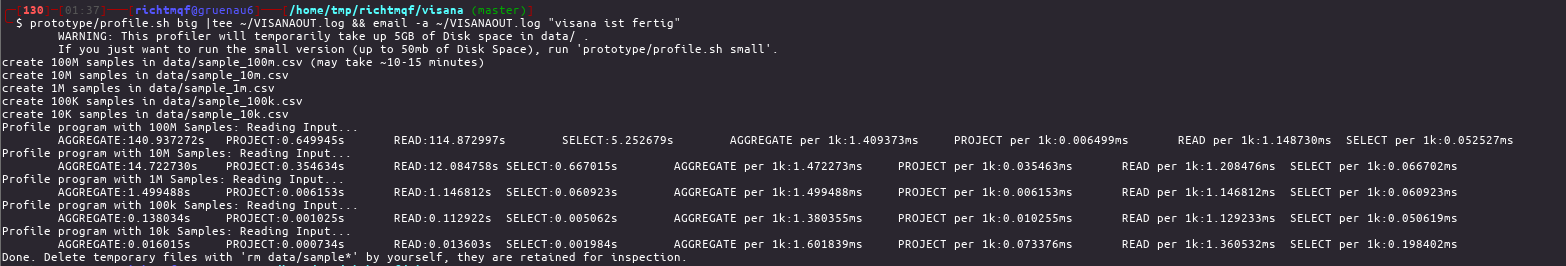 [130] [01:37] [richtmqf@gruenau6] [/home/tmp/richtmqf/visana (master)]
$ prototype/profile.sh big |tee ~/VISANAOUT.log && email -a ~/VISANAOUT.log "visana ist fertig"
WARNING: This profiler will temporarily take up 5GB of Disk space in data/ .
If you just want to run the small version (up to 50mb of Disk Space), run 'prototype/profile.sh small'.
create 100M samples in data/sample_100m.csv (may take ~10-15 minutes)
create 10M samples in data/sample_10m.csv
create 1M samples in data/sample_1m.csv
create 100K samples in data/sample_100k.csv
create 10K samples in data/sample_10k.csv
Profile program with 100M Samples: Reading Input...
AGGREGATE:140.937272s PROJECT:0.649945s READ:114.872997s SELECT:5.252679s AGGREGATE per 1k:1.409373ms PROJECT per 1k:0.006499ms READ per 1k:1.148730ms SELECT per 1k:0.052527ms
Profile program with 10M Samples: Reading Input...
AGGREGATE:14.722730s PROJECT:0.354634s READ:12.084758s SELECT:0.667015s AGGREGATE per 1k:1.472273ms PROJECT per 1k:0.035463ms READ per 1k:1.208476ms SELECT per 1k:0.066702ms
Profile program with 1M Samples: Reading Input...
AGGREGATE:1.499488s PROJECT:0.006153s READ:1.146812s SELECT:0.060923s AGGREGATE per 1k:1.499488ms PROJECT per 1k:0.006153ms READ per 1k:1.146812ms SELECT per 1k:0.060923ms
Profile program with 100k Samples: Reading Input...
AGGREGATE:0.138034s PROJECT:0.001025s READ:0.112922s SELECT:0.005062s AGGREGATE per 1k:1.380355ms PROJECT per 1k:0.010255ms READ per 1k:1.129233ms SELECT per 1k:0.050619ms
Profile program with 10k Samples: Reading Input...
AGGREGATE:0.016015s PROJECT:0.000734s READ:0.013603s SELECT:0.001984s AGGREGATE per 1k:1.601839ms PROJECT per 1k:0.073376ms READ per 1k:1.360532ms SELECT per 1k:0.198402ms
Done. Delete temporary files with 'rm data/sample*' by yourself, they are retained for inspection.